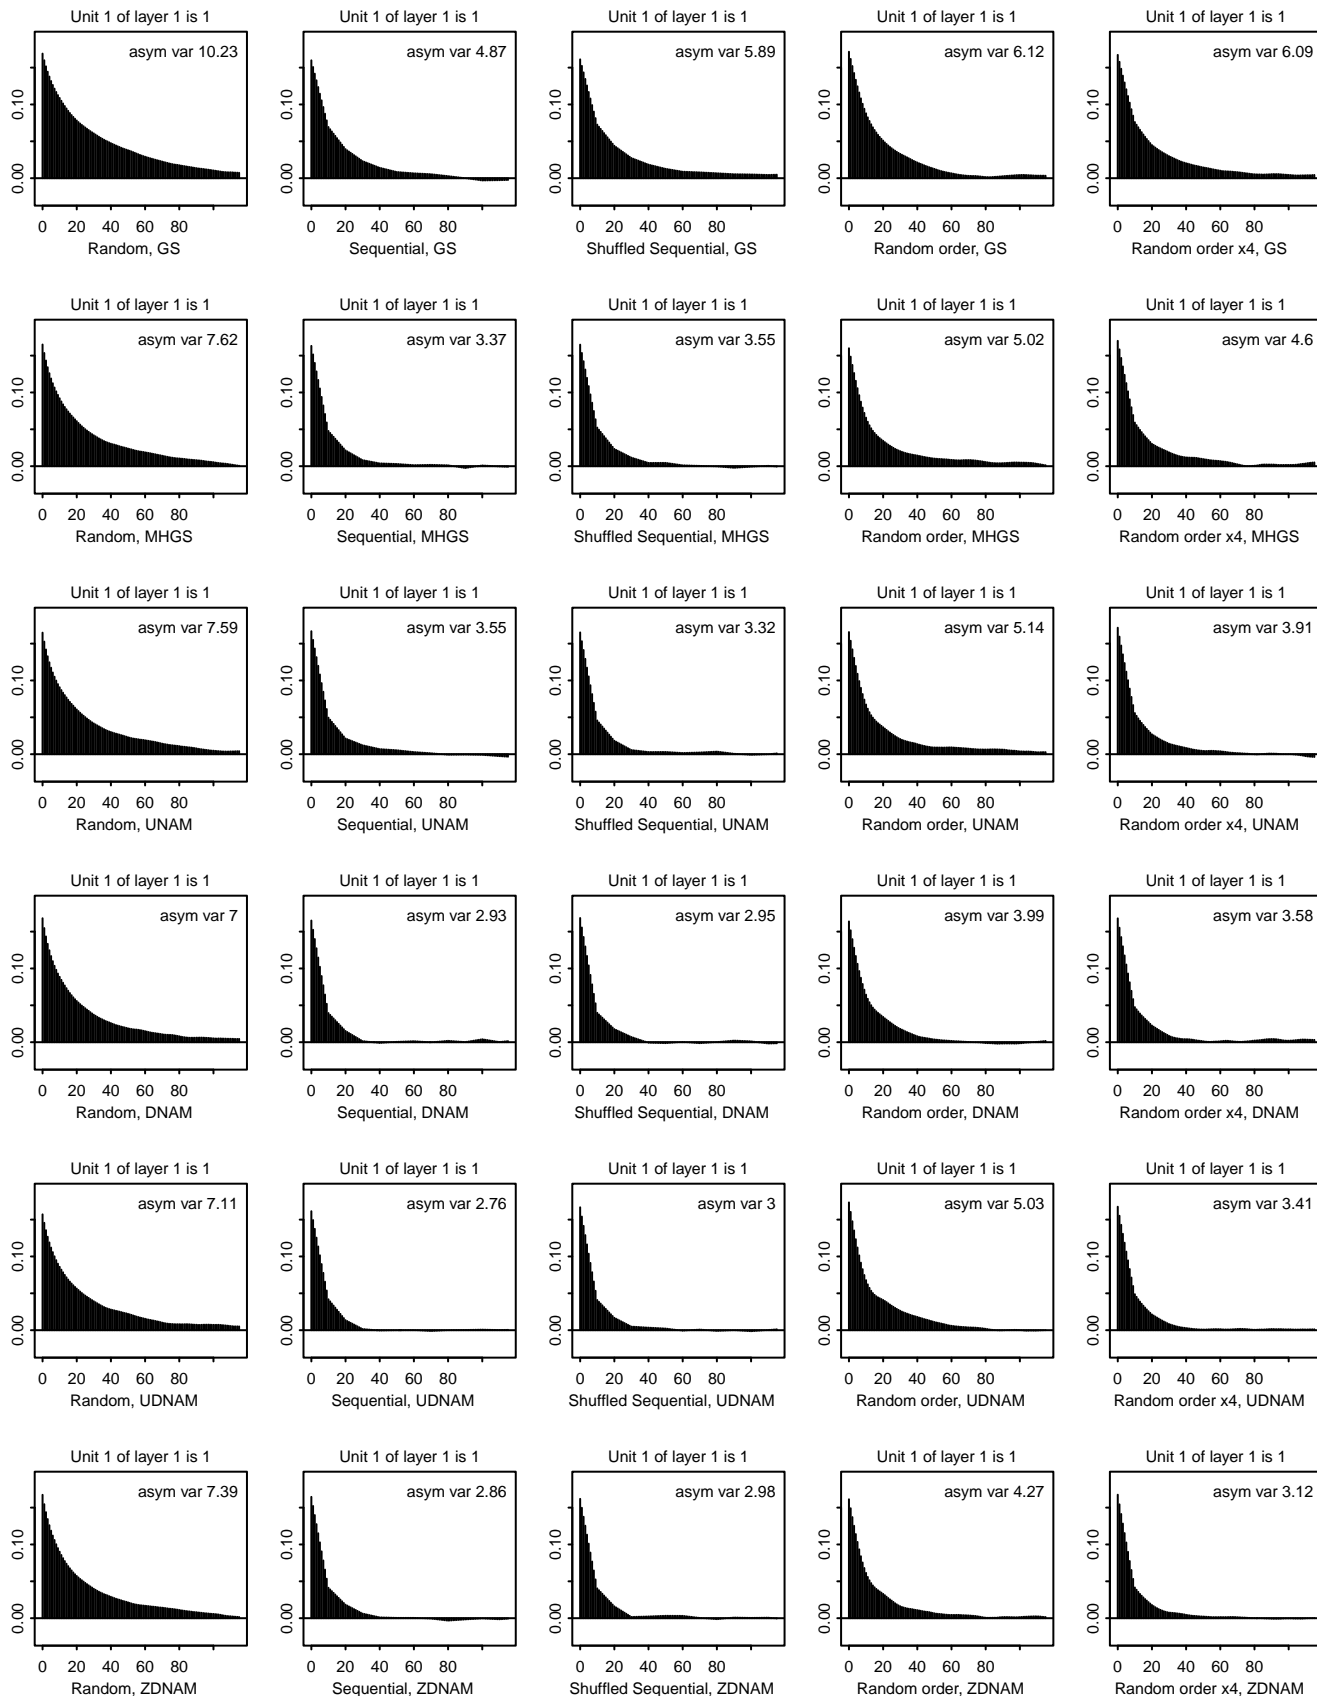 Unit 1 of layer 1 is 1 Unit 1 of layer 1 is 1 Unit 1 of layer 1 is 1 Unit 1 of layer 1 is 1 Unit 1 of layer 1 is 1
asym var 10.23 asym var 4.87 asym var 5.89 asym var 6.12 asym var 6.09
0.10 0.10 0.10 0.10 0.10
0.00 0.00 0.00 0.00 0.00
0 20 40 60 80 0 20 40 60 80 0 20 40 60 80 0 20 40 60 80 0 20 40 60 80
Random, GS Sequential, GS Shuffled Sequential, GS Random order, GS Random order x4, GS
Unit 1 of layer 1 is 1 Unit 1 of layer 1 is 1 Unit 1 of layer 1 is 1 Unit 1 of layer 1 is 1 Unit 1 of layer 1 is 1
asym var 7.62 asym var 3.37 asym var 3.55 asym var 5.02 asym var 4.6
0.10 0.10 0.10 0.10 0.10
0.00 0.00 0.00 0.00 0.00
0 20 40 60 80 0 20 40 60 80 0 20 40 60 80 0 20 40 60 80 0 20 40 60 80
Random, MHGS Sequential, MHGS Shuffled Sequential, MHGS Random order, MHGS Random order x4, MHGS
Unit 1 of layer 1 is 1 Unit 1 of layer 1 is 1 Unit 1 of layer 1 is 1 Unit 1 of layer 1 is 1 Unit 1 of layer 1 is 1
asym var 7.59 asym var 3.55 asym var 3.32 asym var 5.14 asym var 3.91
0.10 0.10 0.10 0.10 0.10
0.00 0.00 0.00 0.00 0.00
0 20 40 60 80 0 20 40 60 80 0 20 40 60 80 0 20 40 60 80 0 20 40 60 80
Random, UNAM Sequential, UNAM Shuffled Sequential, UNAM Random order, UNAM Random order x4, UNAM
Unit 1 of layer 1 is 1 Unit 1 of layer 1 is 1 Unit 1 of layer 1 is 1 Unit 1 of layer 1 is 1 Unit 1 of layer 1 is 1
asym var 7 asym var 2.93 asym var 2.95 asym var 3.99 asym var 3.58
0.10 0.10 0.10 0.10 0.10
0.00 0.00 0.00 0.00 0.00
0 20 40 60 80 0 20 40 60 80 0 20 40 60 80 0 20 40 60 80 0 20 40 60 80
Random, DNAM Sequential, DNAM Shuffled Sequential, DNAM Random order, DNAM Random order x4, DNAM
Unit 1 of layer 1 is 1 Unit 1 of layer 1 is 1 Unit 1 of layer 1 is 1 Unit 1 of layer 1 is 1 Unit 1 of layer 1 is 1
asym var 7.11 asym var 2.76 asym var 3 asym var 5.03 asym var 3.41
0.10 0.10 0.10 0.10 0.10
0.00 0.00 0.00 0.00 0.00
0 20 40 60 80 0 20 40 60 80 0 20 40 60 80 0 20 40 60 80 0 20 40 60 80
Random, UDNAM Sequential, UDNAM Shuffled Sequential, UDNAM Random order, UDNAM Random order x4, UDNAM
Unit 1 of layer 1 is 1 Unit 1 of layer 1 is 1 Unit 1 of layer 1 is 1 Unit 1 of layer 1 is 1 Unit 1 of layer 1 is 1
asym var 7.39 asym var 2.86 asym var 2.98 asym var 4.27 asym var 3.12
0.10 0.10 0.10 0.10 0.10
0.00 0.00 0.00 0.00 0.00
0 20 40 60 80 0 20 40 60 80 0 20 40 60 80 0 20 40 60 80 0 20 40 60 80
Random, ZDNAM Sequential, ZDNAM Shuffled Sequential, ZDNAM Random order, ZDNAM Random order x4, ZDNAM